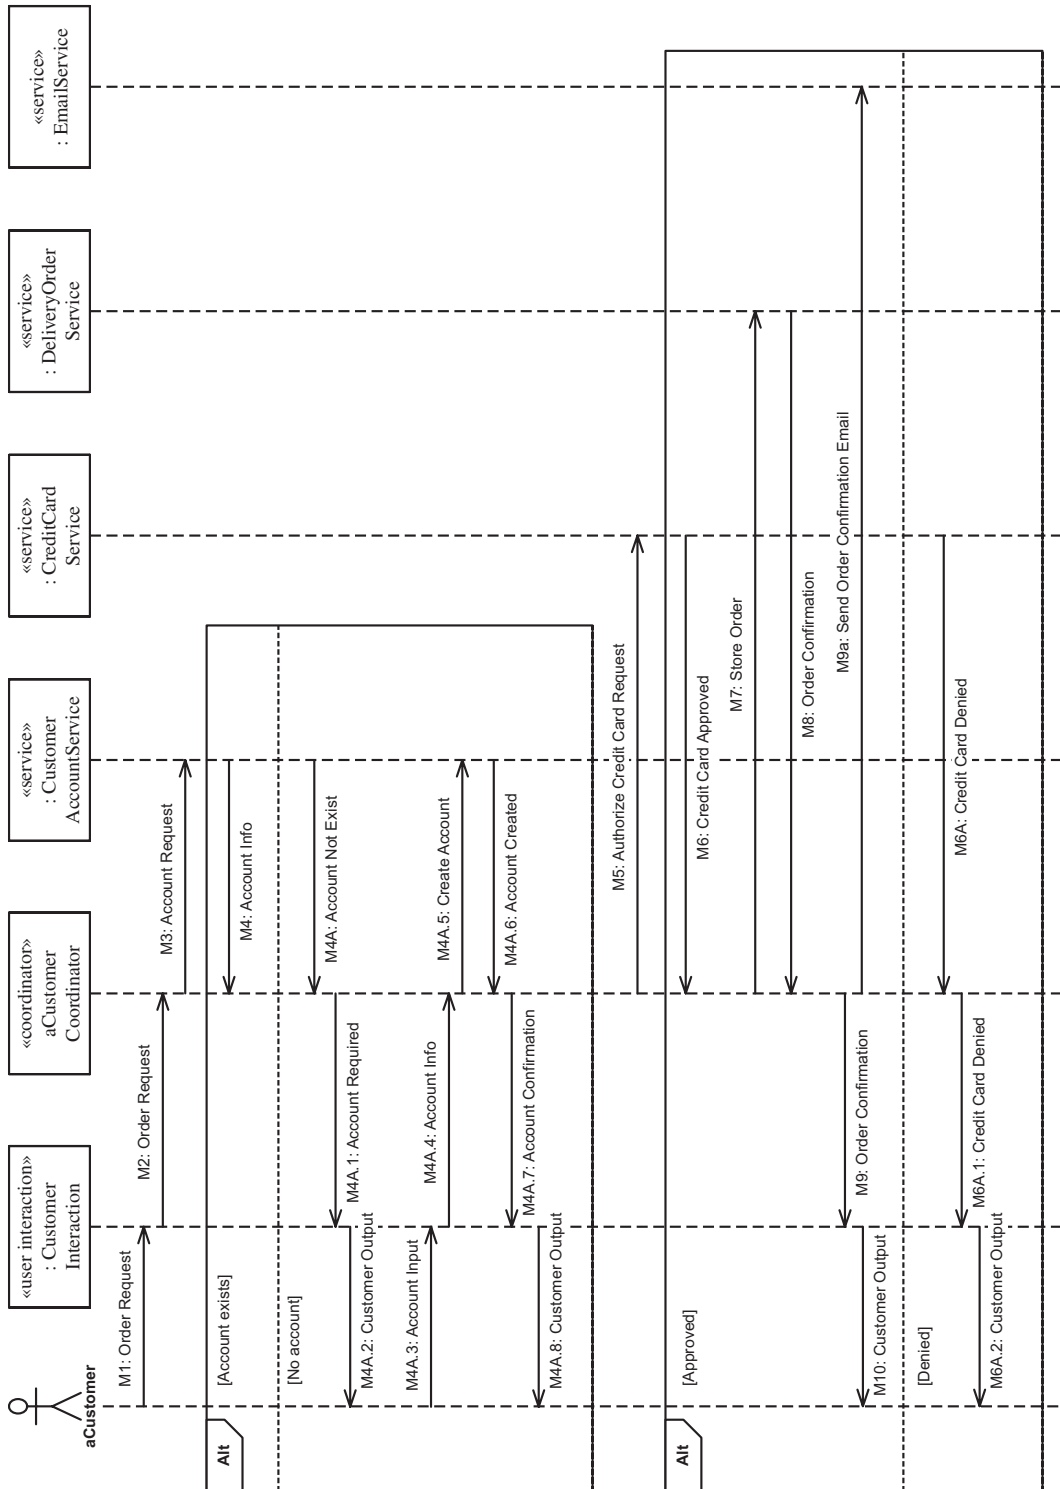 aCustomer
«user interaction»
: Customer
Interaction
«coordinator»
aCustomer
Coordinator
«service»
: Customer
AccountService
«service»
: CreditCard
Service
«service»
: DeliveryOrder
Service
«service»
: EmailService
M1: Order Request
M2: Order Request
M3: Account Request
Alt
[Account exists]
M4: Account Info
[No account]
M4A: Account Not Exist
M4A.1: Account Required
M4A.2: Customer Output
M4A.3: Account Input
M4A.4: Account Info
M4A.5: Create Account
M4A.6: Account Created
M4A.7: Account Confirmation
M4A.8: Customer Output
M5: Authorize Credit Card Request
Alt
[Approved]
M6: Credit Card Approved
M7: Store Order
M8: Order Confirmation
M9a: Send Order Confirmation Email
M9: Order Confirmation
M10: Customer Output
[Denied]
M6A: Credit Card Denied
M6A.1: Credit Card Denied
M6A.2: Customer Output